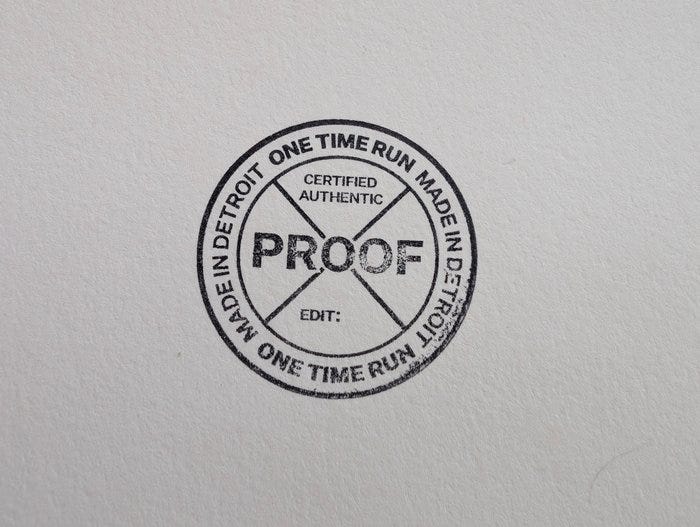 ONE TIME RUN MADE IN DETROIT ONE TIME RUN MADE IN DETROIT
CERTIFIED
AUTHENTIC
PROOF
EDIT: